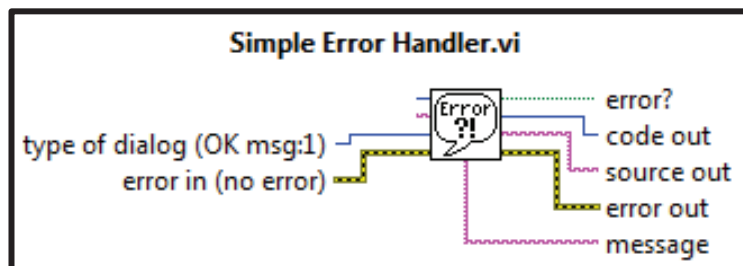 Simple Error Handler.vi
Error
?!
type of dialog (OK msg:1)
error in (no error)
error?
code out
source out
error out
message